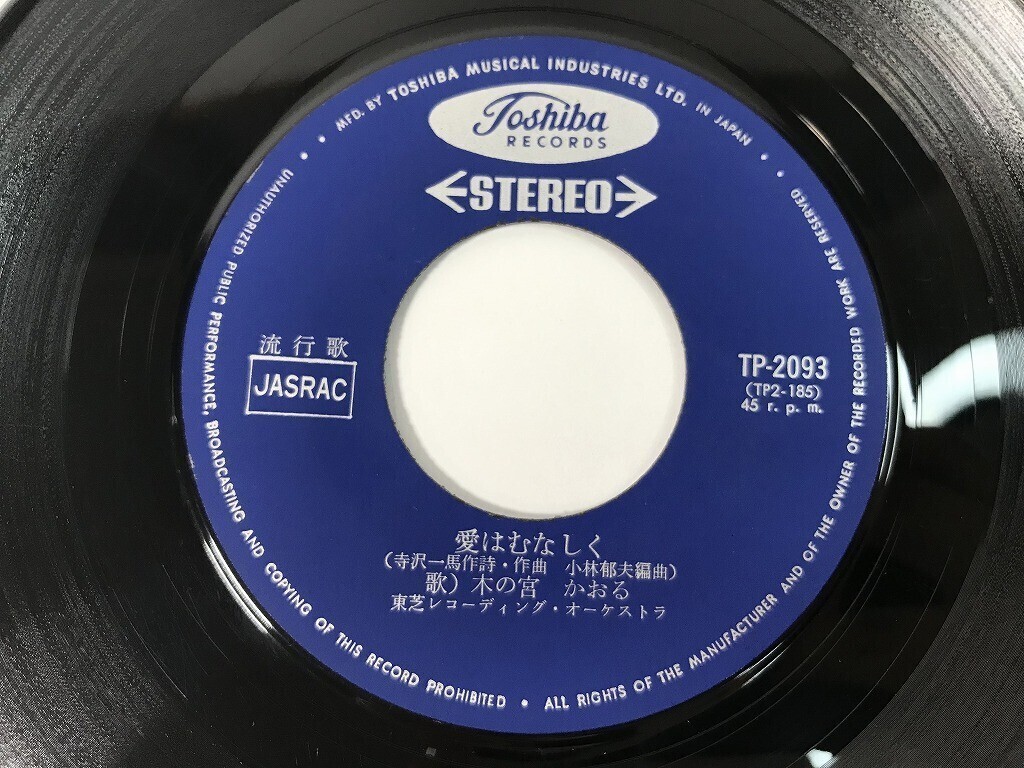 MFD. BY TOSHIBA MUSICAL INDUSTRIES LTD. IN JAPAN
Toshiba
RECORDS
STEREO
流行歌
JASRAC
TP-2093
(TP2-185)
45 r. p. m.
愛はむなしく
(寺沢一馬作詩・作曲 小林郁夫編曲)
歌) 木の宮 かおる
東芝レコーディング・オーケストラ
• ALL RIGHTS OF THE MANUFACTURER AND OF THE OWNER OF THE RECORDED WORK ARE RESERVED •
• UNAUTHORIZED PUBLIC PERFORMANCE, BROADCASTING AND COPYING OF THIS RECORD PROHIBITED